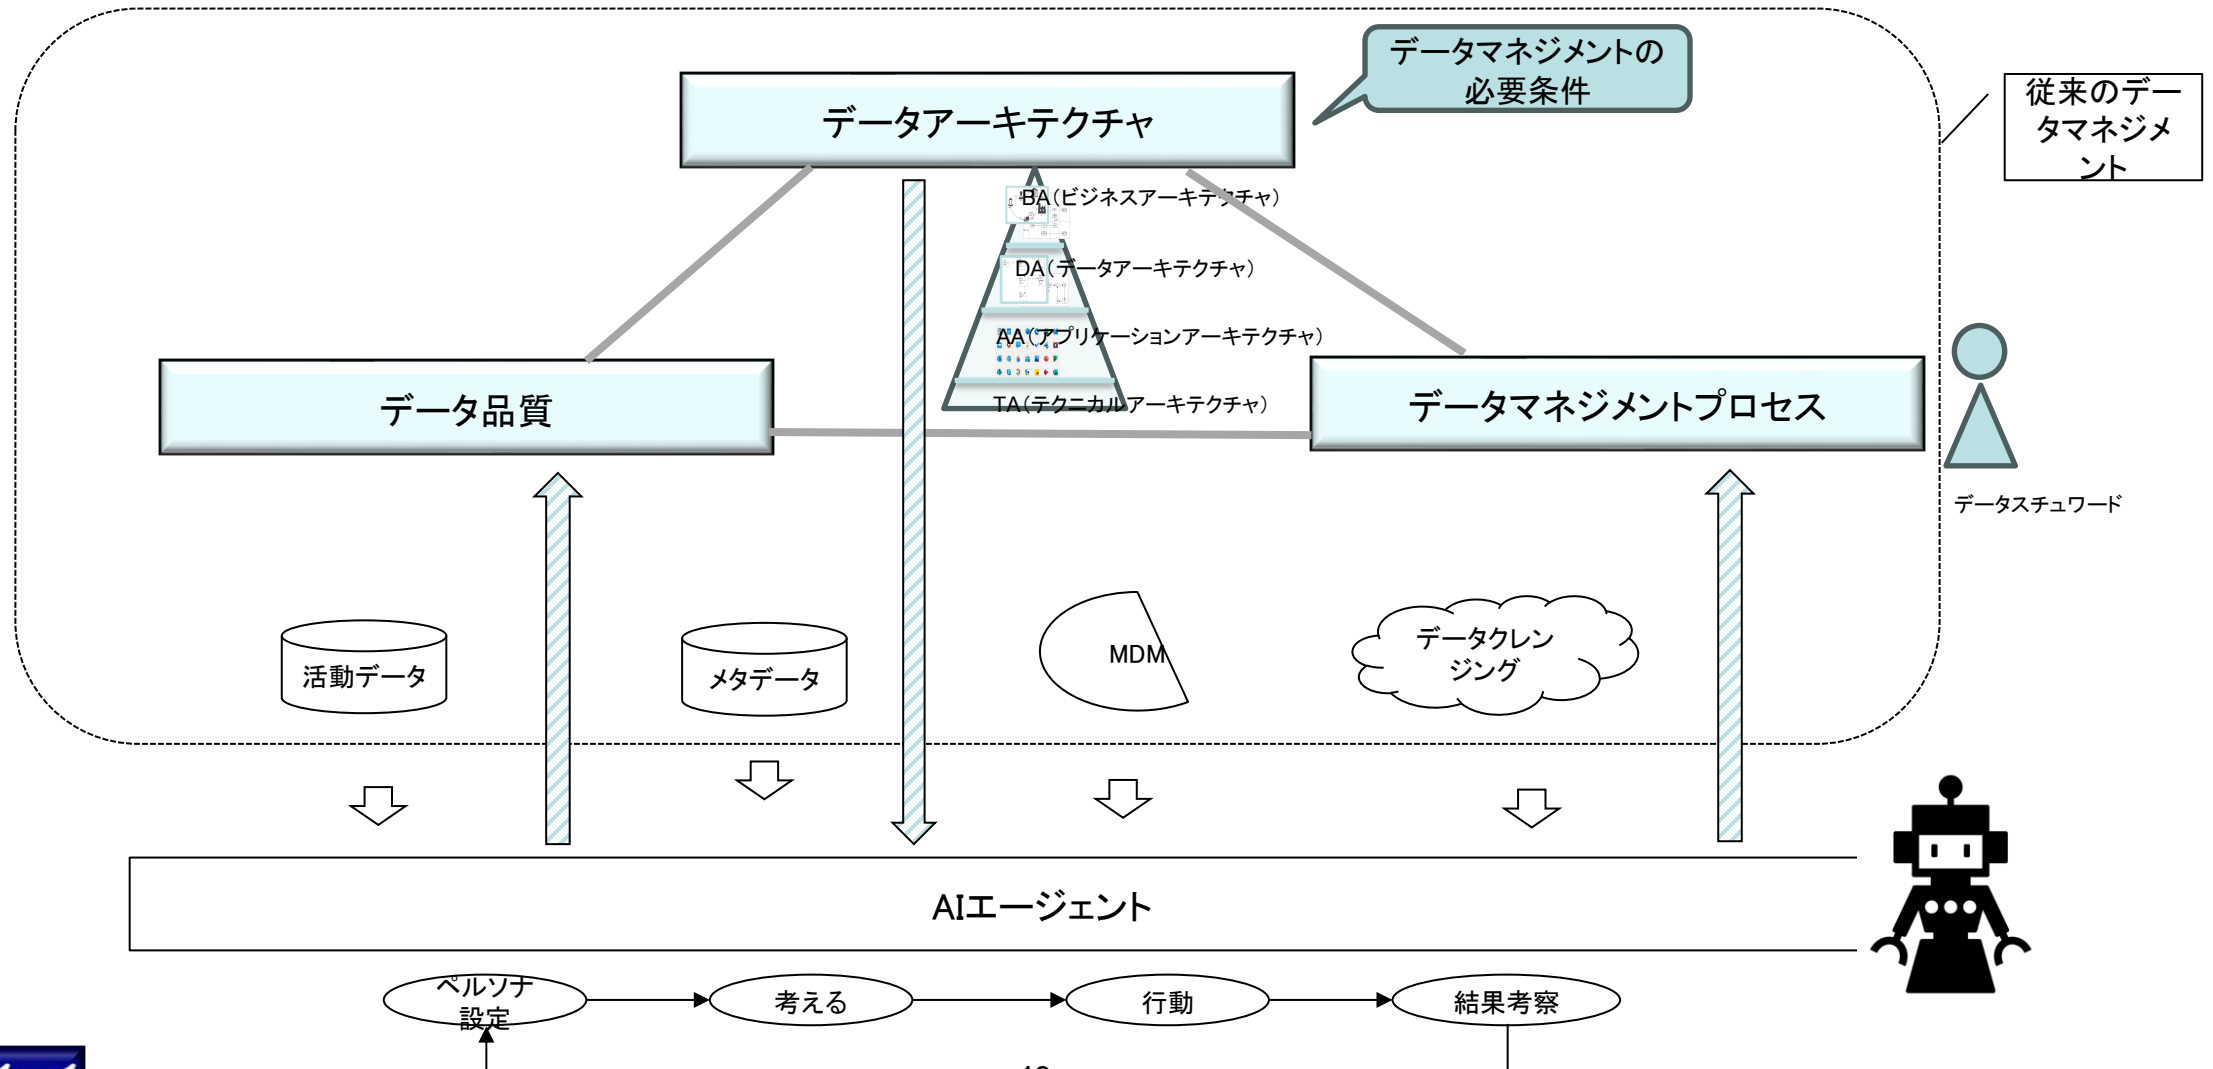 データマネジメントの
必要条件
データアーキテクチャ
従来のデー
タマネジメ
ント
BA(ビジネスアーキテクチャ)
DA(データアーキテクチャ)
AA(アプリケーションアーキテクチャ)
TA(テクニカルアーキテクチャ)
データ品質
データマネジメントプロセス
データスチュワード
活動データ
メタデータ
MDM
データクレン
ジング
AIエージェント
ペルソナ
設定
考える
行動
結果考察